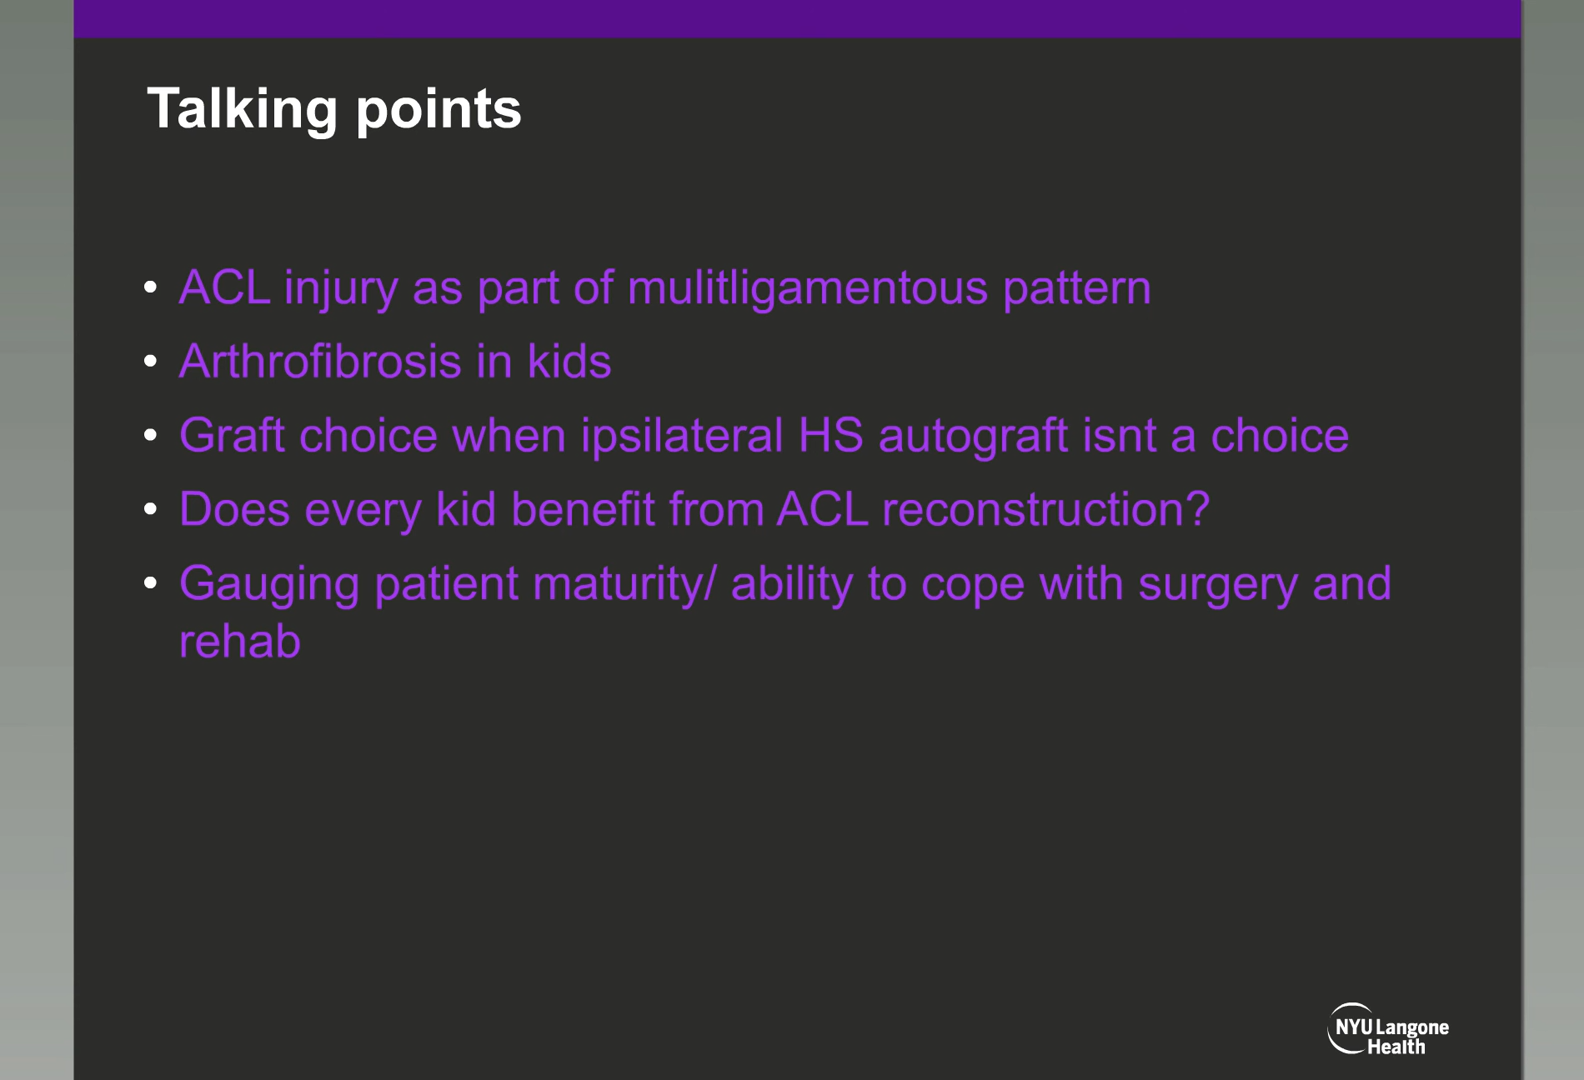 Talking points
• ACL injury as part of mulitligamentous pattern
• Arthrofibrosis in kids
• Graft choice when ipsilateral HS autograft isnt a choice
• Does every kid benefit from ACL reconstruction?
• Gauging patient maturity/ ability to cope with surgery and
rehab
NYU Langone
Health